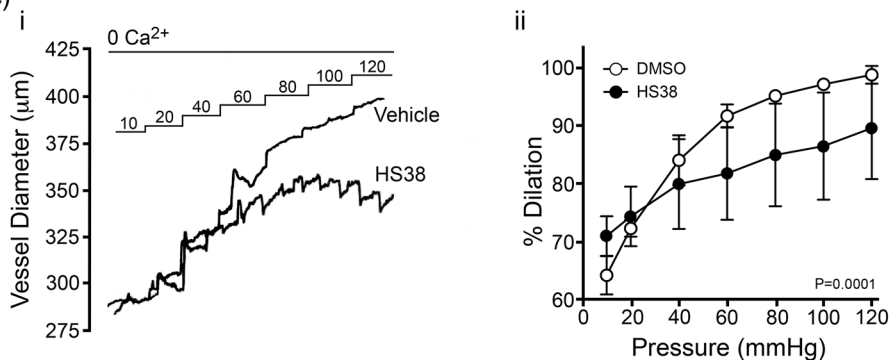 i
0 Ca²⁺
425
400
375
350
325
300
275
Vessel Diameter (μm)
10 20 40 60 80 100 120
Vehicle
HS38
ii
DMSO
HS38
100
90
80
70
60
% Dilation
P=0.0001
0 20 40 60 80 100 120
Pressure (mmHg)